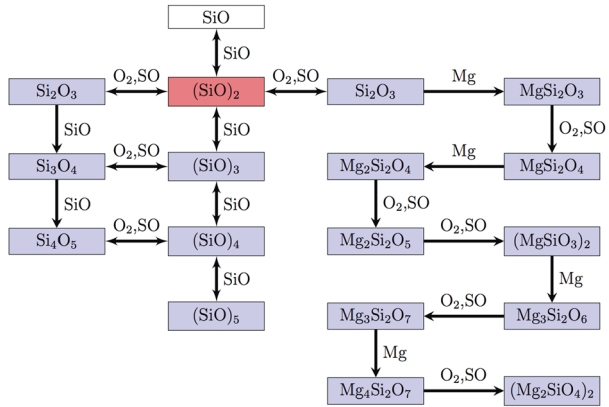 SiO
SiO
Si₂O₃ O₂,SO (SiO)₂ O₂,SO Si₂O₃ Mg MgSi₂O₃
SiO SiO O₂,SO
Si₃O₄ O₂,SO (SiO)₃ Mg₂Si₂O₄ Mg MgSi₂O₄
SiO SiO O₂,SO
Si₄O₅ O₂,SO (SiO)₄ Mg₂Si₂O₅ O₂,SO (MgSiO₃)₂
SiO Mg
(SiO)₅ Mg₃Si₂O₇ O₂,SO Mg₃Si₂O₆
Mg
Mg₄Si₂O₇ O₂,SO (Mg₂SiO₄)₂